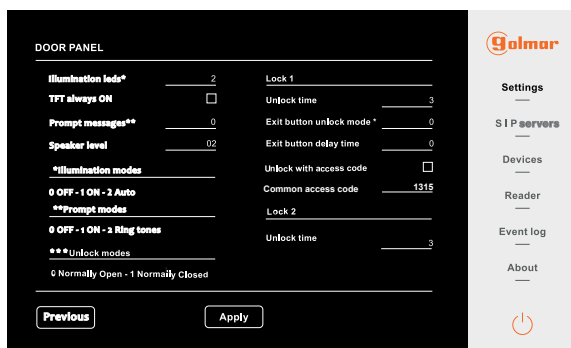 golmar
DOOR PANEL
Illumination leds* 2
TFT always ON
Prompt messages** 0
Speaker level 02
*Illumination modes
0 OFF - 1 ON - 2 Auto
**Prompt modes
0 OFF - 1 ON - 2 Ring tones
***Unlock modes
0 Normally Open - 1 Normally Closed
Lock 1
Unlock time 3
Exit button unlock mode * 0
Exit button delay time 0
Unlock with access code
Common access code 1315
Lock 2
Unlock time 3
Previous
Apply
Settings
SIP servers
Devices
Reader
Event log
About